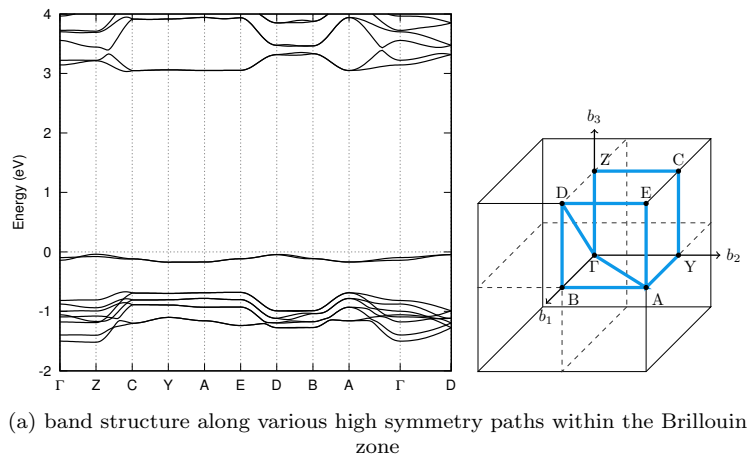 4
3
2
1
0
-1
-2
Energy (eV)
Γ Z C Y A E D B A Γ D
b3
Z C
D E
Γ Y b2
B A
b1
(a) band structure along various high symmetry paths within the Brillouin
zone